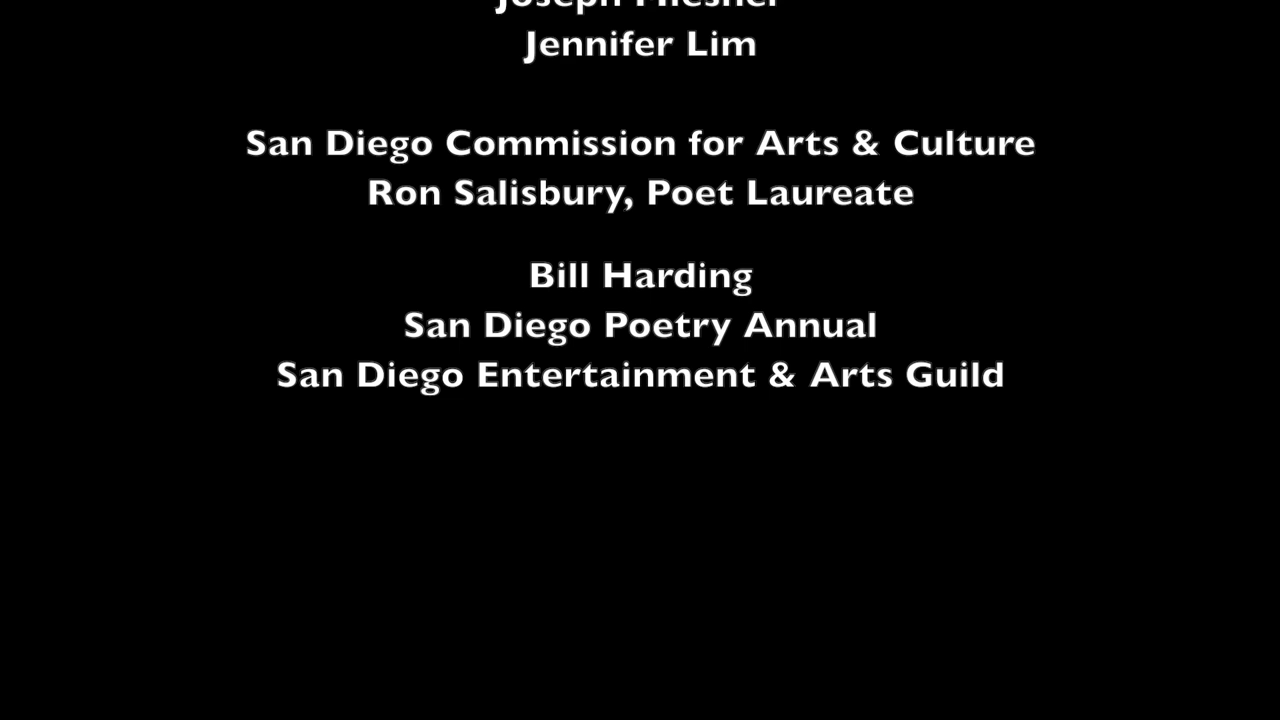 Joseph
Jennifer Lim
San Diego Commission for Arts & Culture
Ron Salisbury, Poet Laureate
Bill Harding
San Diego Poetry Annual
San Diego Entertainment & Arts Guild